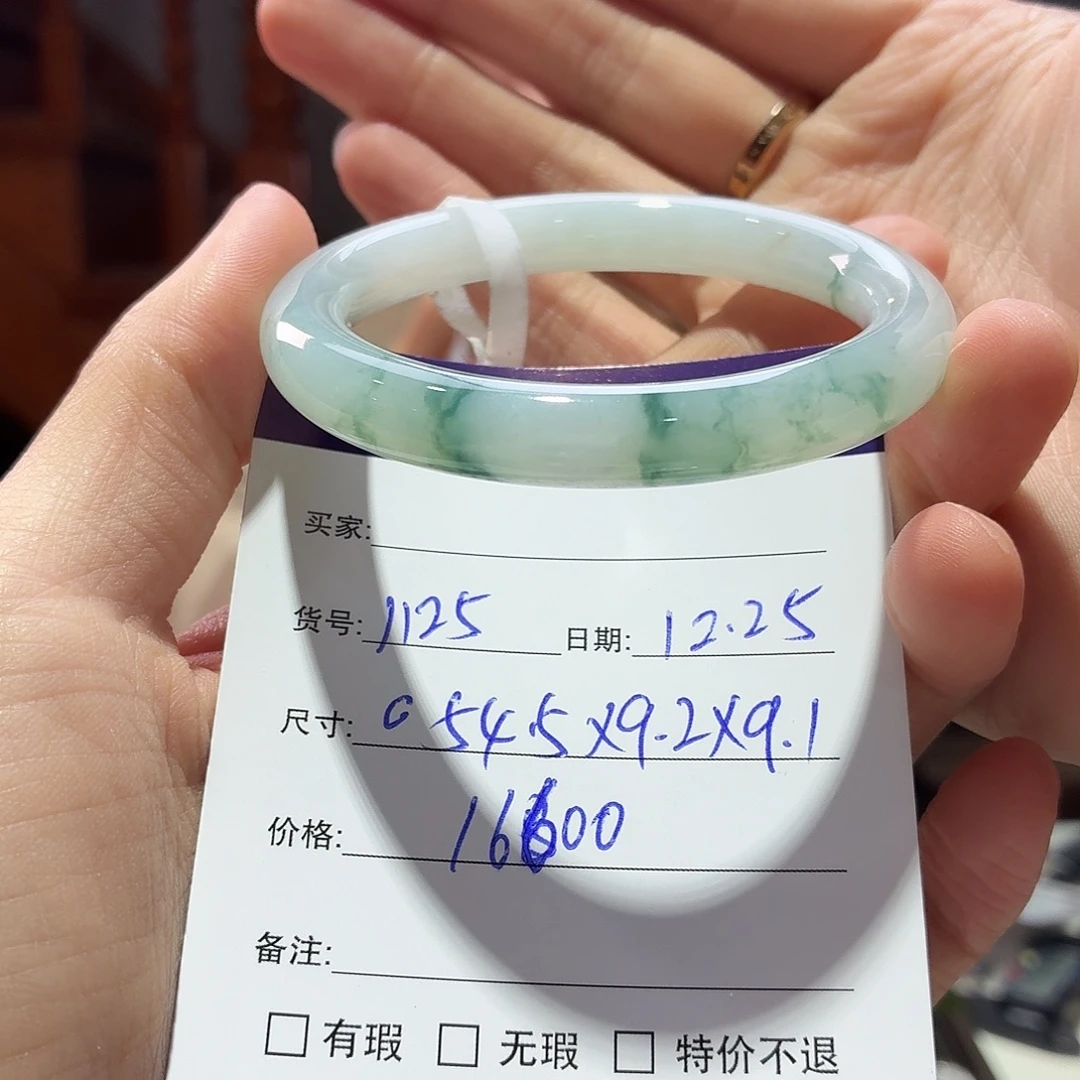 买家:
货号: 1125 日期: 12.25
尺寸: c 54.5x9.2x9.1
价格: 16600
备注:
□ 有瑕 □ 无瑕 □ 特价不退